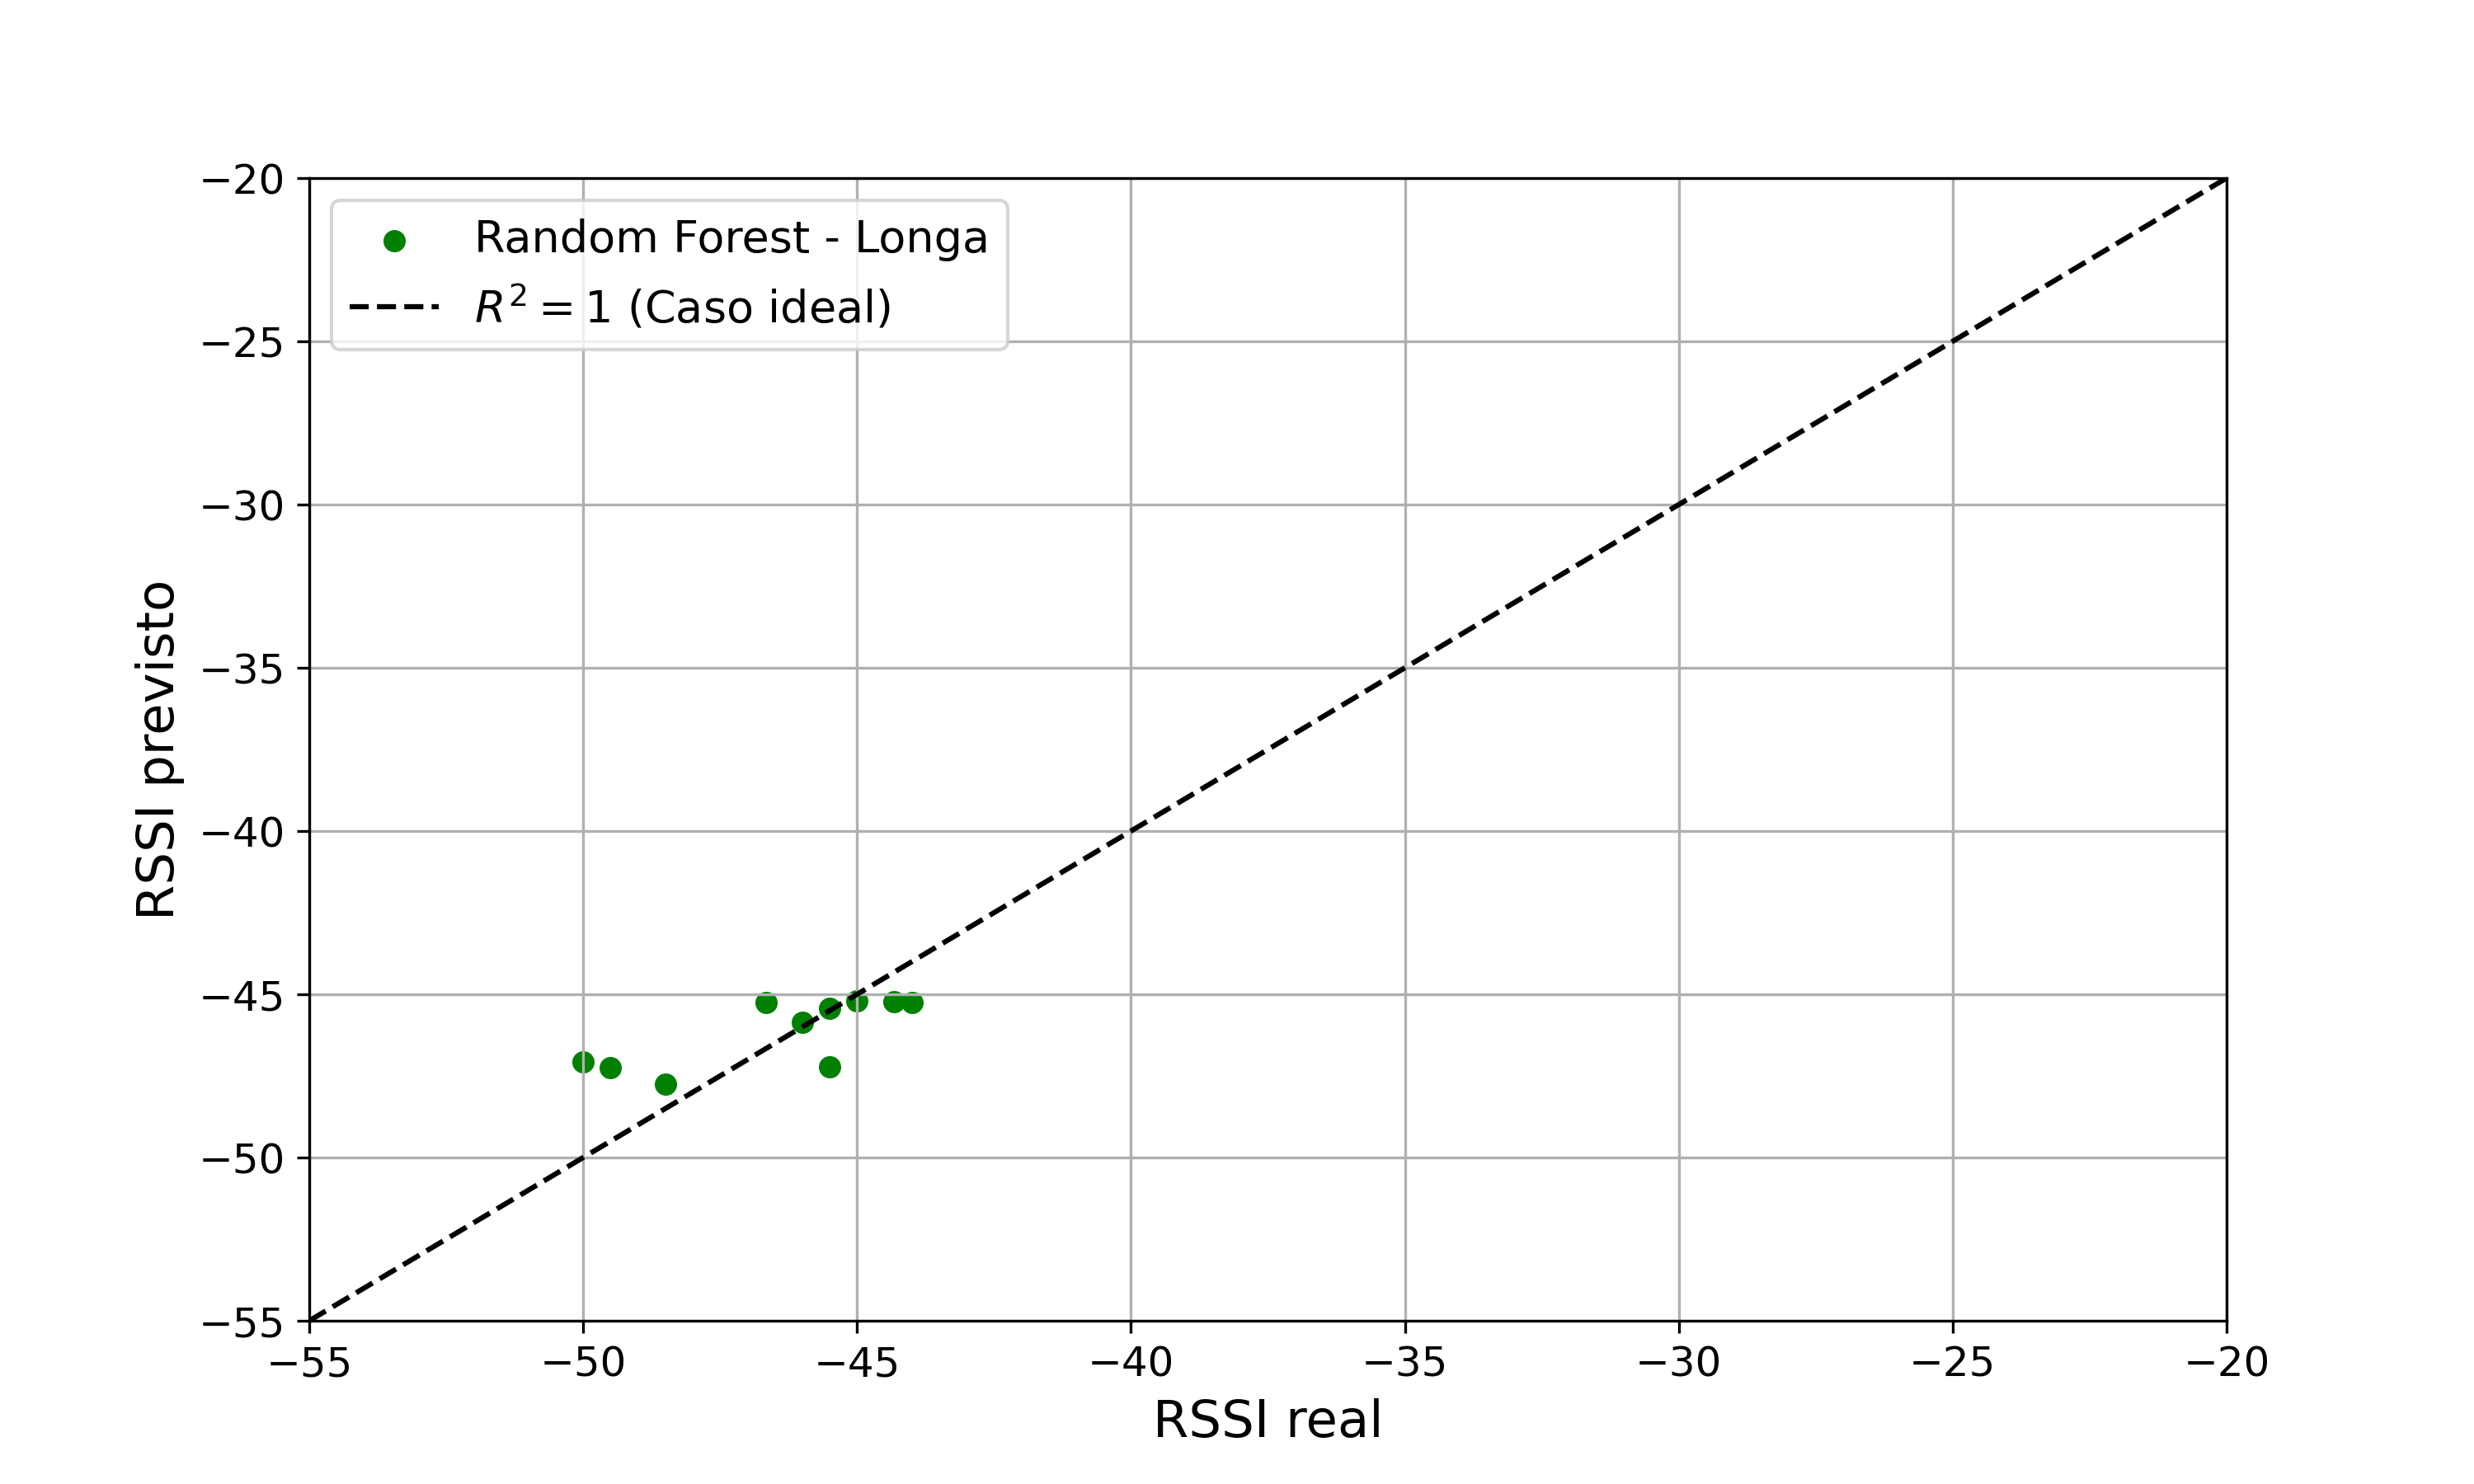 Random Forest - Longa
R² = 1 (Caso ideal)
RSSI previsto
−20
−25
−30
−35
−40
−45
−50
−55
−55 −50 −45 −40 −35 −30 −25 −20
RSSI real